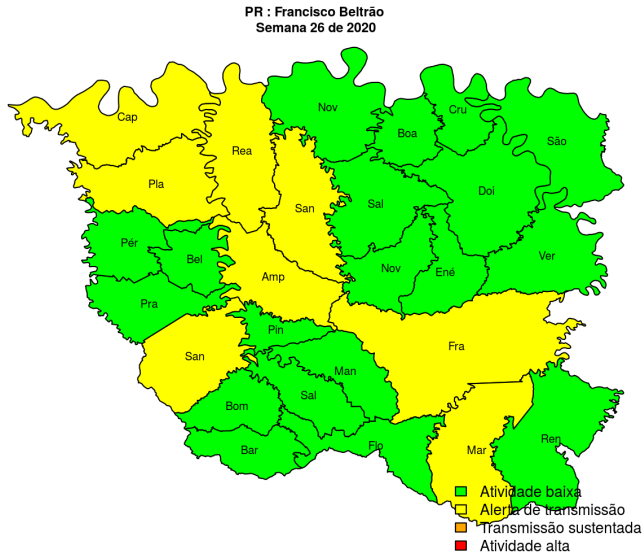 PR : Francisco Beltrão
Semana 26 de 2020
Nov
Cap
Cru
Boa
São
Rea
Pla
Doi
San
Sal
Pér
Bel
Ver
Nov
Ené
Amp
Pra
Pin
Fra
San
Man
Sal
Bom
Ren
Flo
Bar
Mar
Atividade baixa
Alerta de transmissão
Transmissão sustentada
Atividade alta